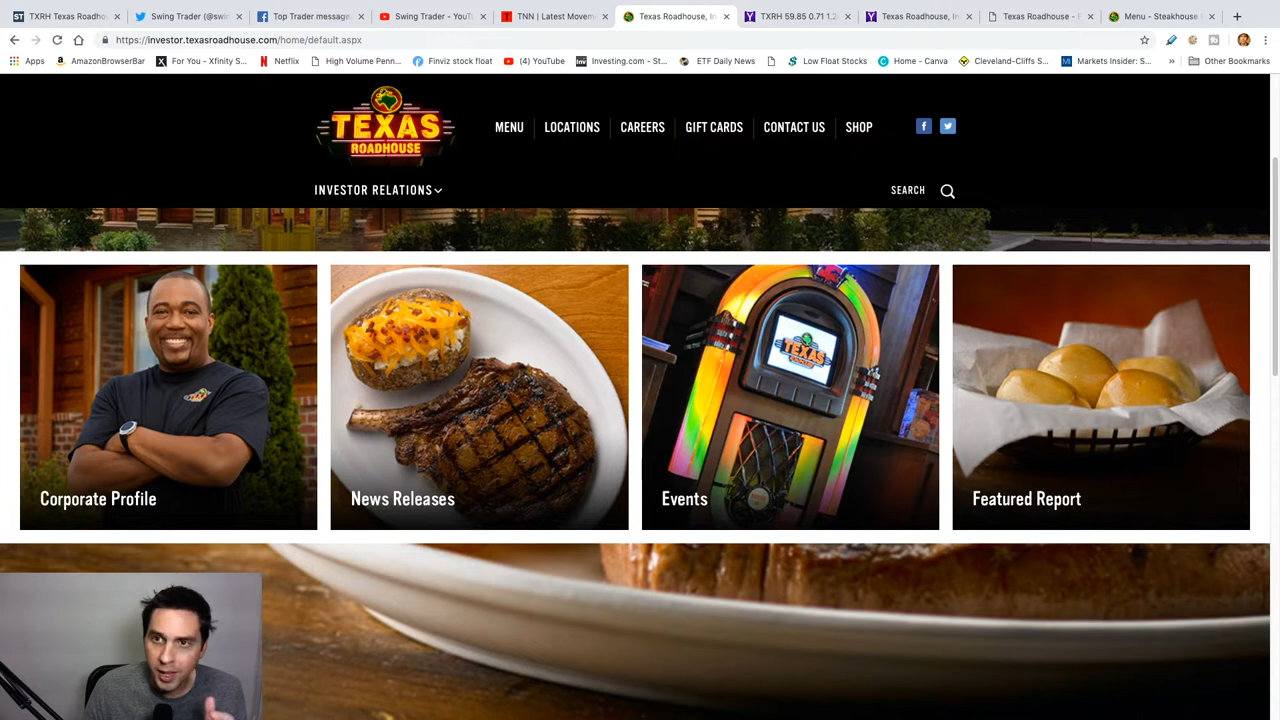 TXRH Texas Roadho
Swing Trader (@swin
Top Trader message
Swing Trader - YouTu
TNN | Latest Movem
Texas Roadhouse, In
TXRH 59.85 0.71 1.2
Texas Roadhouse, In
Texas Roadhouse -
Menu - Steakhouse
https://investor.texasroadhouse.com/home/default.aspx
Apps
AmazonBrowserBar
For You - Xfinity S...
Netflix
High Volume Penn...
Finviz stock float
(4) YouTube
Investing.com - St...
ETF Daily News
Low Float Stocks
Home - Canva
Cleveland-Cliffs S...
Markets Insider: S...
Other Bookmarks
TEXAS
ROADHOUSE
MENU
LOCATIONS
CAREERS
GIFT CARDS
CONTACT US
SHOP
INVESTOR RELATIONS
SEARCH
TEXAS
Corporate Profile
News Releases
Events
Featured Report